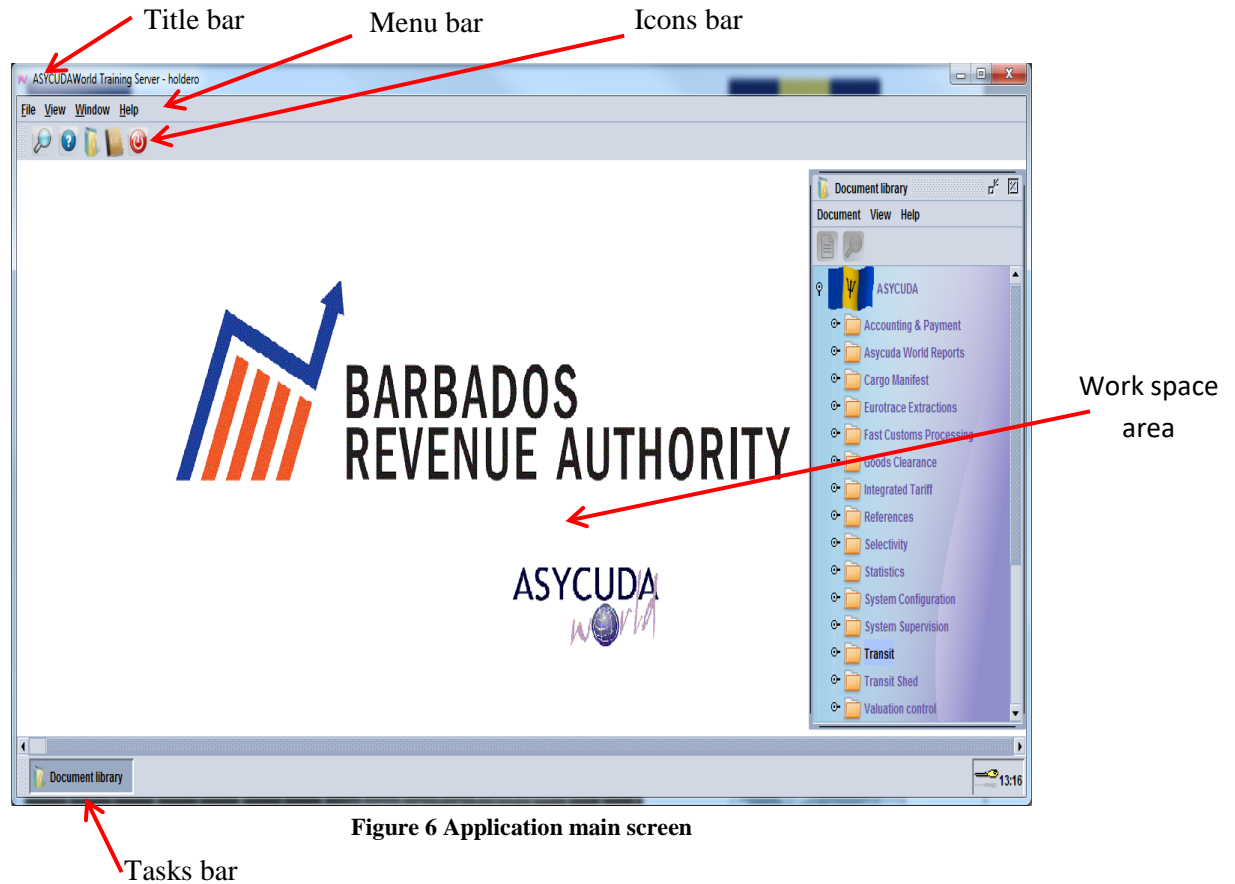 Title bar
Menu bar
Icons bar
ASYCUDAWorld Training Server - holdero
File View Window Help
Document library
Document View Help
ASYCUDA
Accounting & Payment
Asycuda World Reports
Cargo Manifest
Eurotrace Extractions
Fast Customs Processing
Goods Clearance
Integrated Tariff
References
Selectivity
Statistics
System Configuration
System Supervision
Transit
Transit Shed
Valuation control
BARBADOS
REVENUE AUTHORITY
ASYCUDA
world
Work space
area
Document library
13:16
Figure 6 Application main screen
Tasks bar